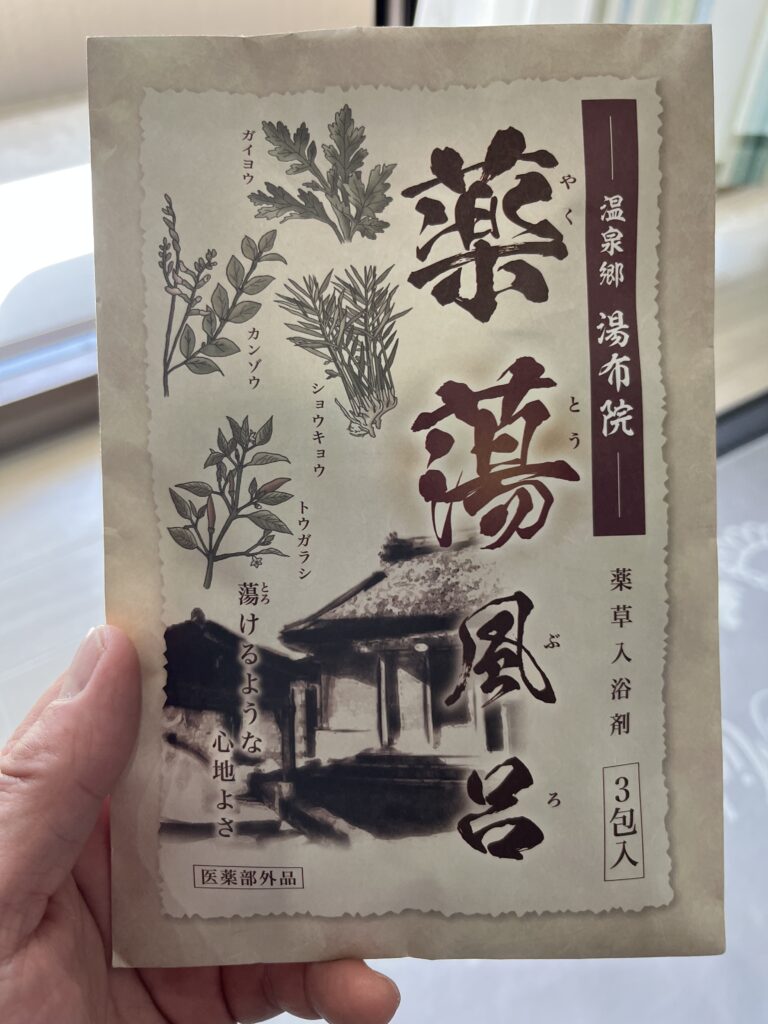 温泉郷 湯布院
薬草入浴剤
3包入
薬蕩風呂
やくとうぶろ
ガイヨウ
カンゾウ
ショウキョウ
トウガラシ
蕩けるような
とろ
心地よさ
医薬部外品